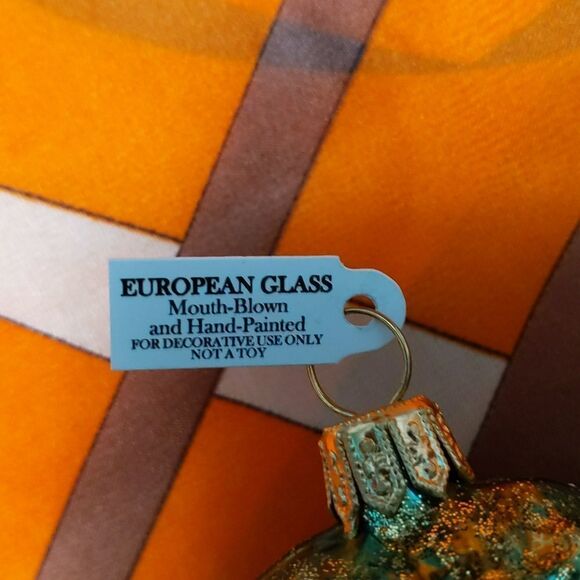 EUROPEAN GLASS
Mouth-Blown
and Hand-Painted
FOR DECORATIVE USE ONLY
NOT A TOY